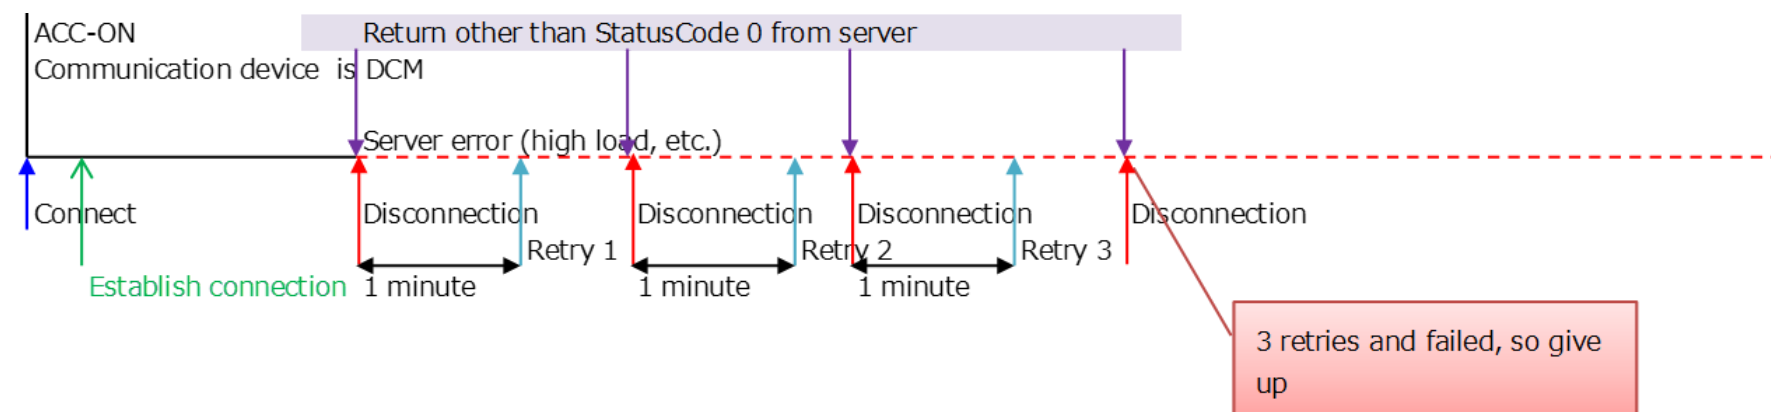 ACC-ON
Return other than StatusCode 0 from server
Communication device is DCM
Server error (high load, etc.)
Connect
Disconnection
Disconnection
Disconnection
Disconnection
Retry 1
Retry 2
Retry 3
Establish connection
1 minute
1 minute
1 minute
3 retries and failed, so give
up